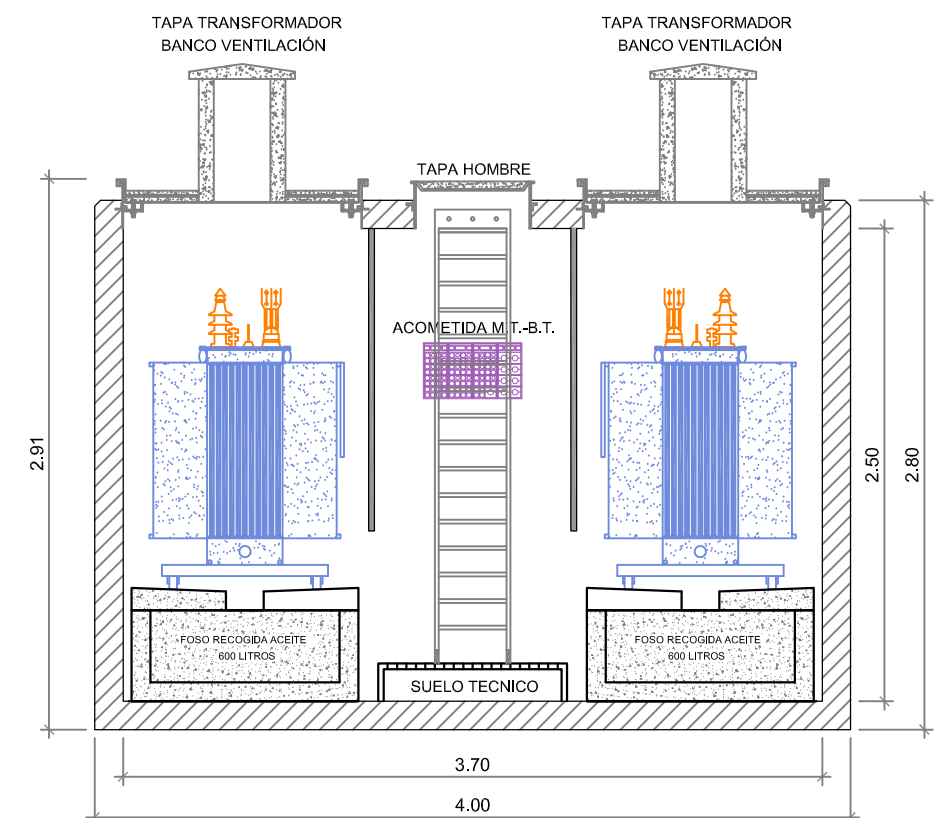 TAPA TRANSFORMADOR
BANCO VENTILACIÓN
TAPA TRANSFORMADOR
BANCO VENTILACIÓN
TAPA HOMBRE
ACOMETIDA M.T.-B.T.
2.91
2.50
2.80
FOSO RECOGIDA ACEITE
600 LITROS
FOSO RECOGIDA ACEITE
600 LITROS
SUELO TECNICO
3.70
4.00